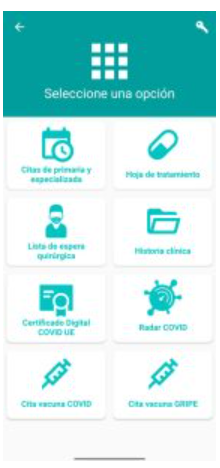 Seleccione una opción
Citas de primaria y
especializada
Hoja de tratamiento
Lista de espera
quirúrgica
Historia clínica
Certificado Digital
COVID UE
Radar COVID
Cita vacuna COVID
Cita vacuna GRIPE